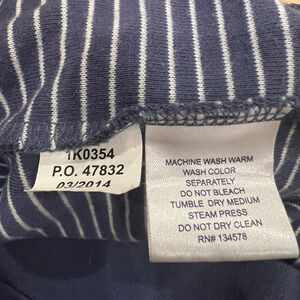 1K0354
P.O. 47832
03/2014
MACHINE WASH WARM
WASH COLOR
SEPARATELY
DO NOT BLEACH
TUMBLE DRY MEDIUM
STEAM PRESS
DO NOT DRY CLEAN
RN# 134578